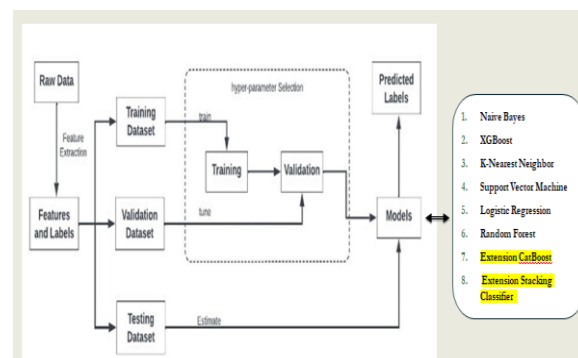 Raw Data
Feature
Extraction
Features
and Labels
Training
Dataset
Validation
Dataset
Testing
Dataset
train
tune
Estimate
hyper-parameter Selection
Training
Validation
Predicted
Labels
Models
1. Naive Bayes
2. XGBoost
3. K-Nearest Neighbor
4. Support Vector Machine
5. Logistic Regression
6. Random Forest
7. Extension CatBoost
8. Extension Stacking
Classifier